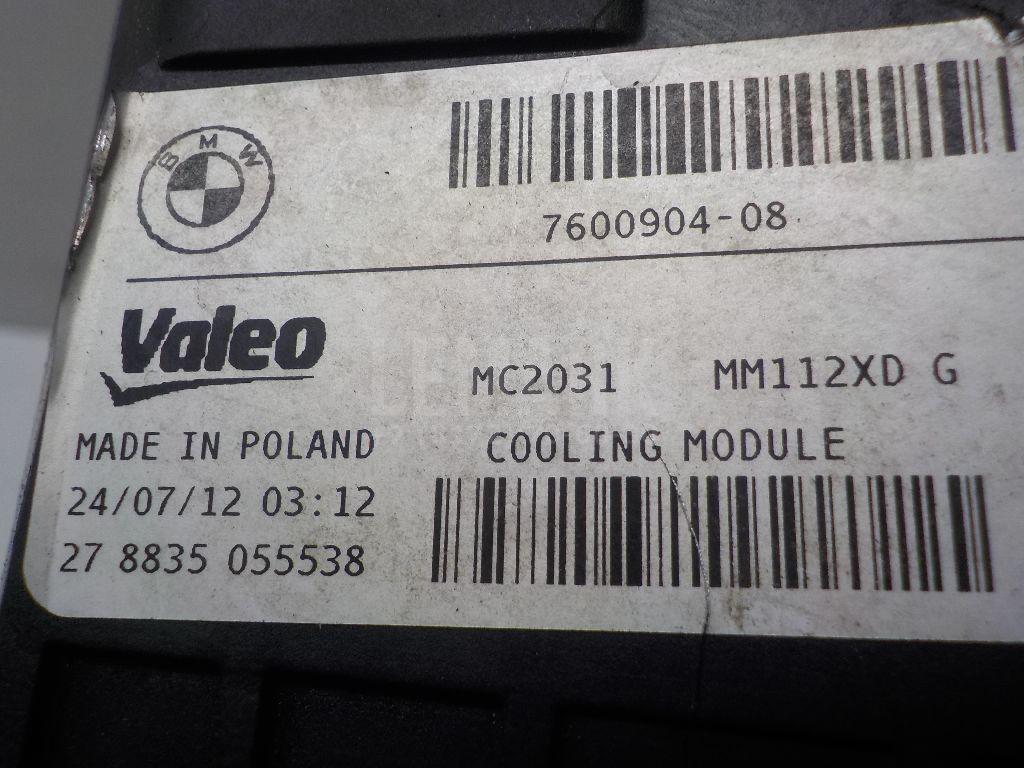 BMW
7600904-08
Valeo
MC2031 MM112XD G
MADE IN POLAND COOLING MODULE
24/07/12 03:12
27 8835 055538